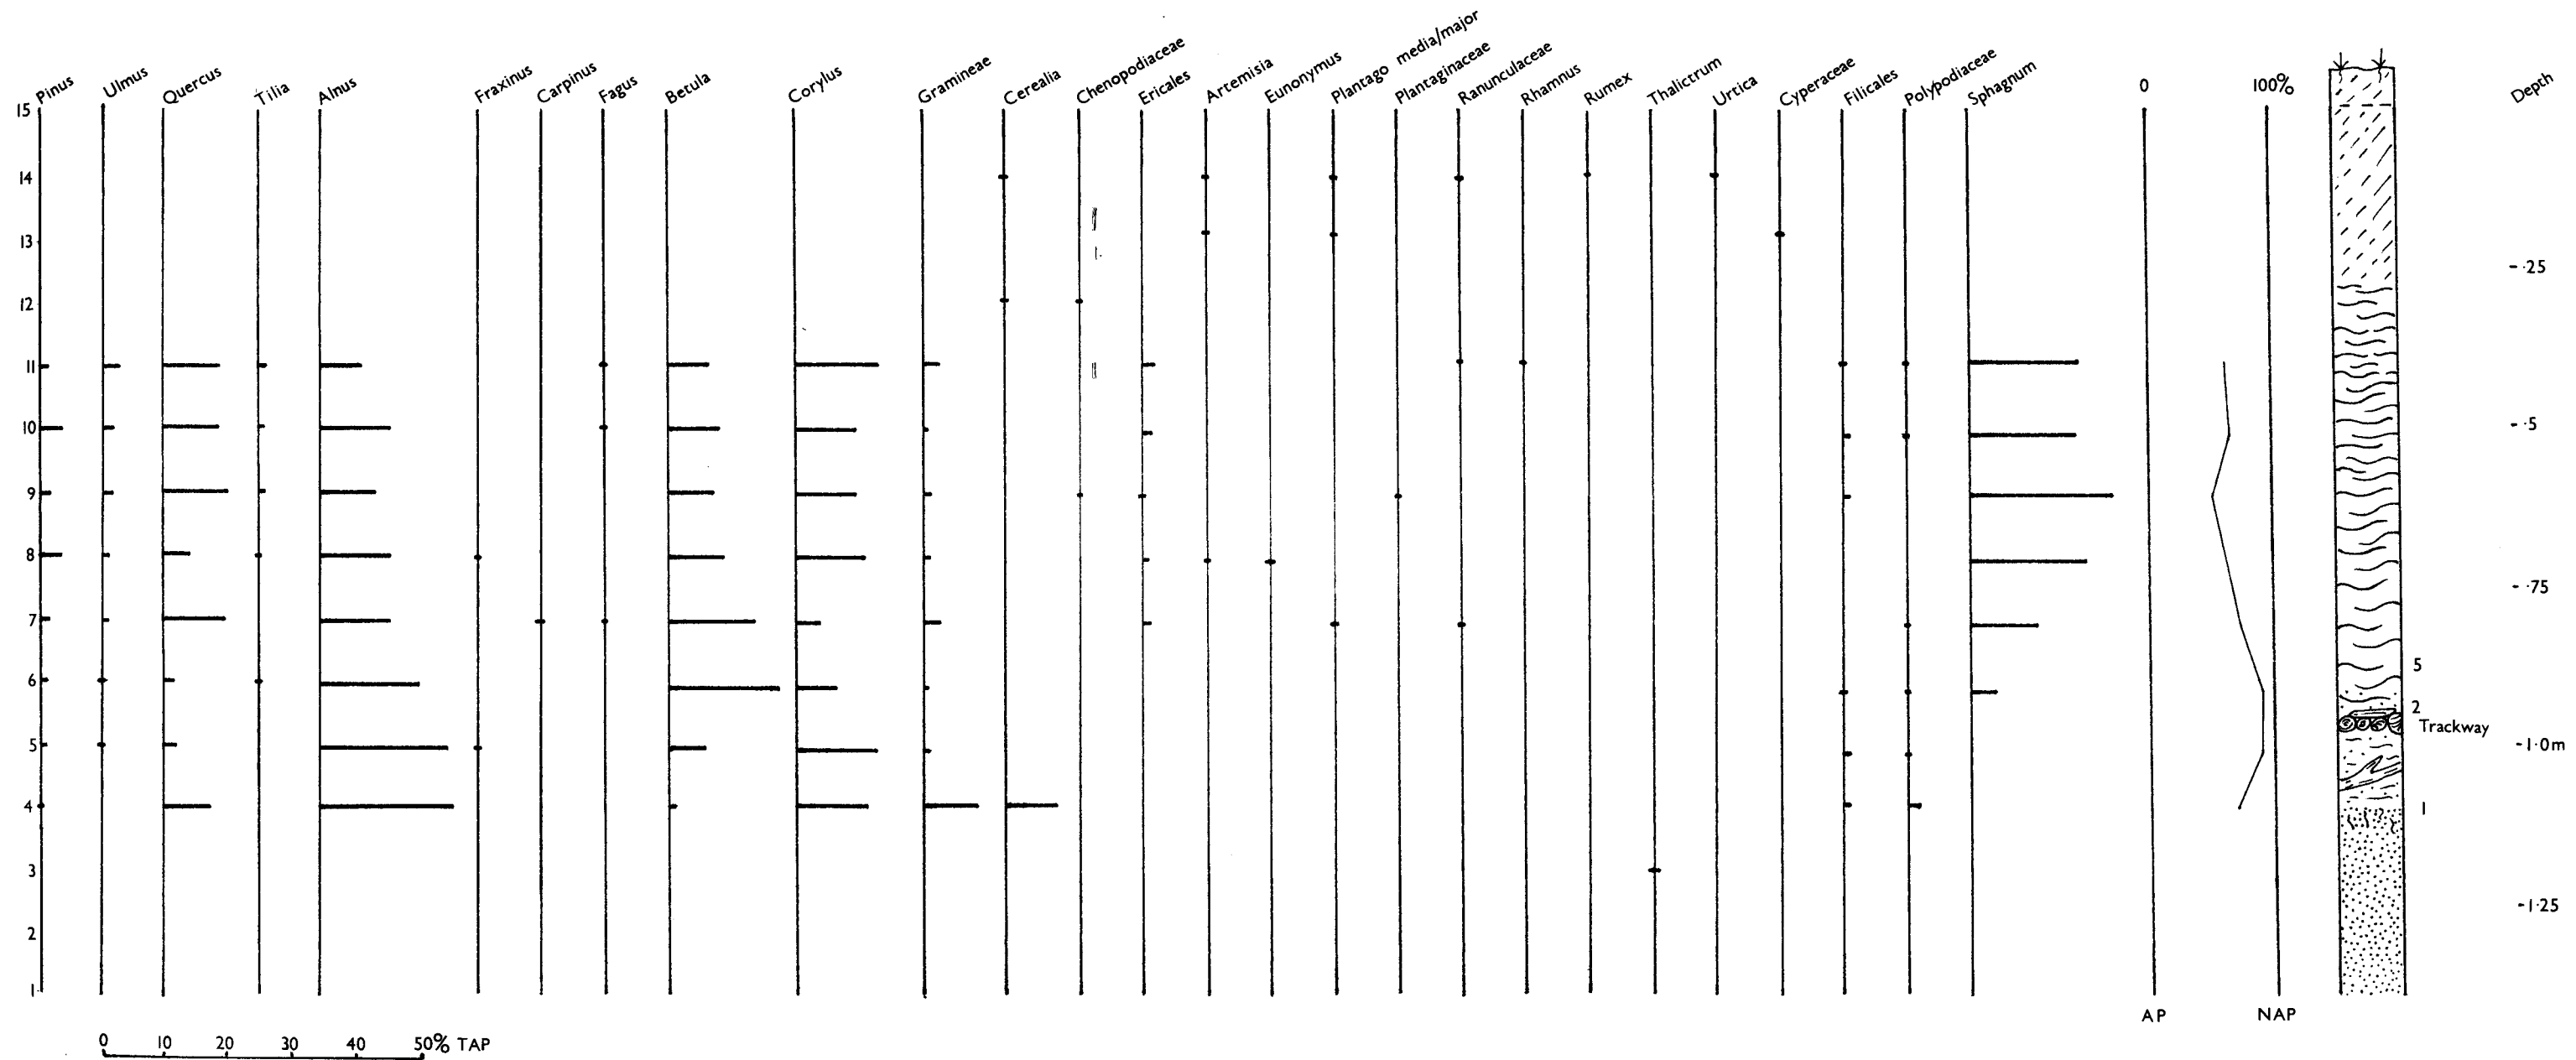 Pinus
Ulmus
Quercus
Tilia
Alnus
Fraxinus
Carpinus
Fagus
Betula
Corylus
Gramineae
Cerealia
Chenopodiaceae
Ericales
Artemisia
Eunonymus
Plantago media/major
Plantaginaceae
Ranunculaceae
Rhamnus
Rumex
Thalictrum
Urtica
Cyperaceae
Filicales
Polypodiaceae
Sphagnum
0 100%
Depth
15
14
13
12
11
10
9
8
7
6
5
4
3
2
1
-·25
-·5
-·75
5
2
Trackway
-1·0m
1
-1·25
AP NAP
0 10 20 30 40 50% TAP